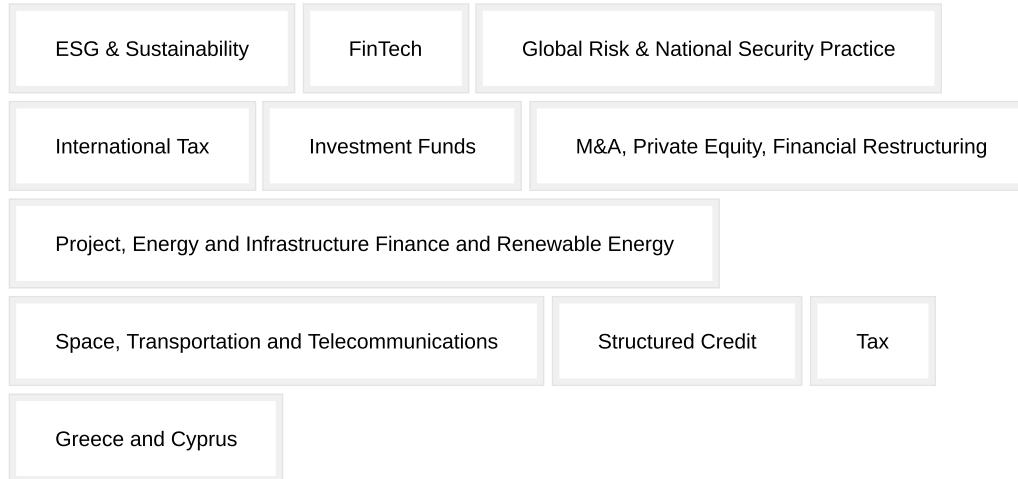 ESG & Sustainability FinTech Global Risk & National Security Practice
International Tax Investment Funds M&A, Private Equity, Financial Restructuring
Project, Energy and Infrastructure Finance and Renewable Energy
Space, Transportation and Telecommunications Structured Credit Tax
Greece and Cyprus